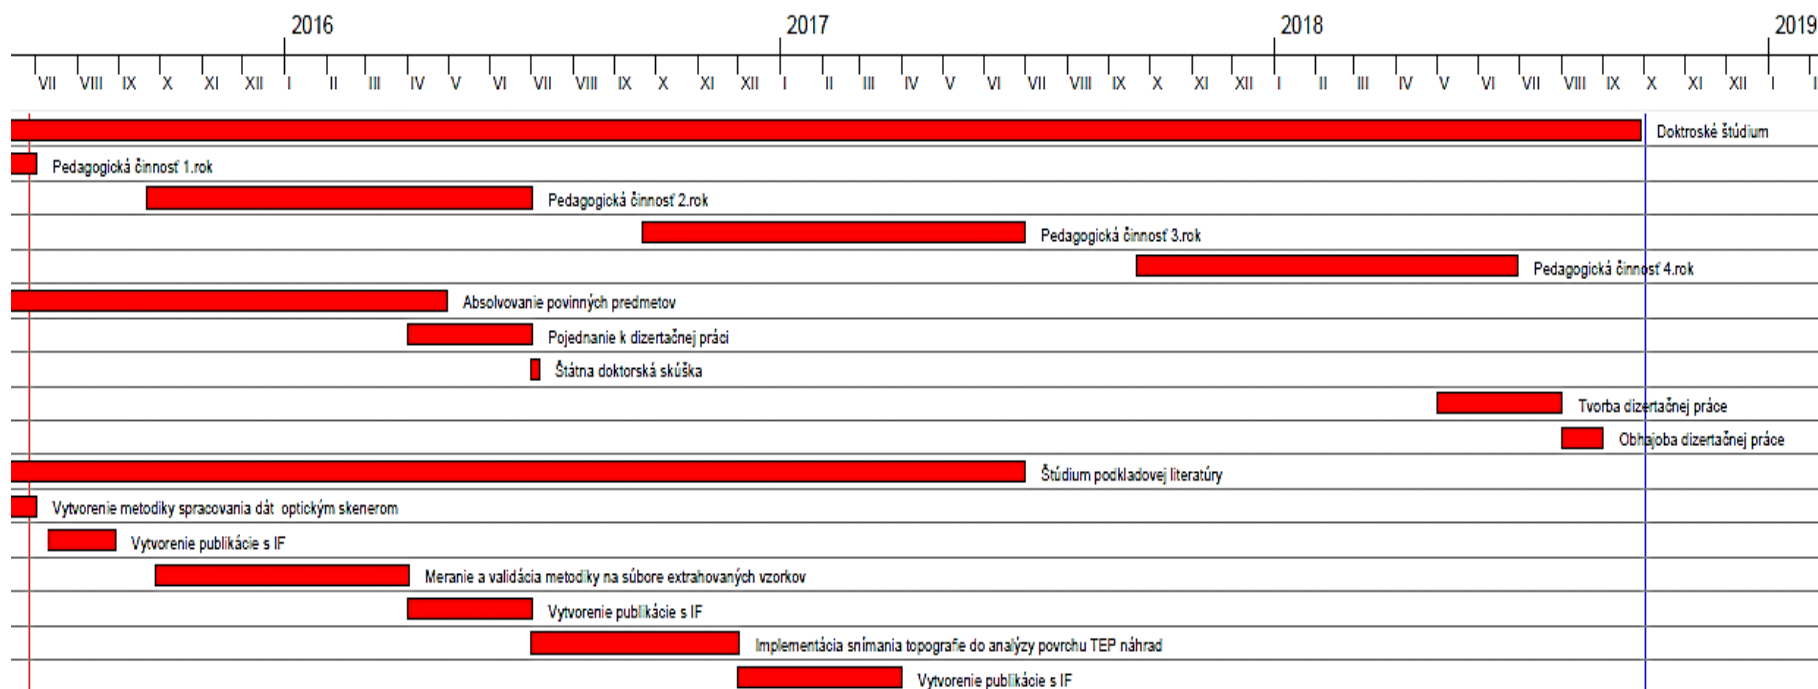 2016 2017 2018 2019
VII VIII IX X XI XII I II III IV V VI VII VIII IX X XI XII I II III IV V VI VII VIII IX X XI XII I II III IV V VI VII VIII IX X XI XII I
Doktroské štúdium
Pedagogická činnosť 1.rok
Pedagogická činnosť 2.rok
Pedagogická činnosť 3.rok
Pedagogická činnosť 4.rok
Absolvovanie povinných predmetov
Pojednanie k dizertačnej práci
Štátna doktorská skúška
Tvorba dizertačnej práce
Obhajoba dizertačnej práce
Štúdium podkladovej literatúry
Vytvorenie metodiky spracovania dát optickým skenerom
Vytvorenie publikácie s IF
Meranie a validácia metodiky na súbore extrahovaných vzorkov
Vytvorenie publikácie s IF
Implementácia snímania topografie do analýzy povrchu TEP náhrad
Vytvorenie publikácie s IF